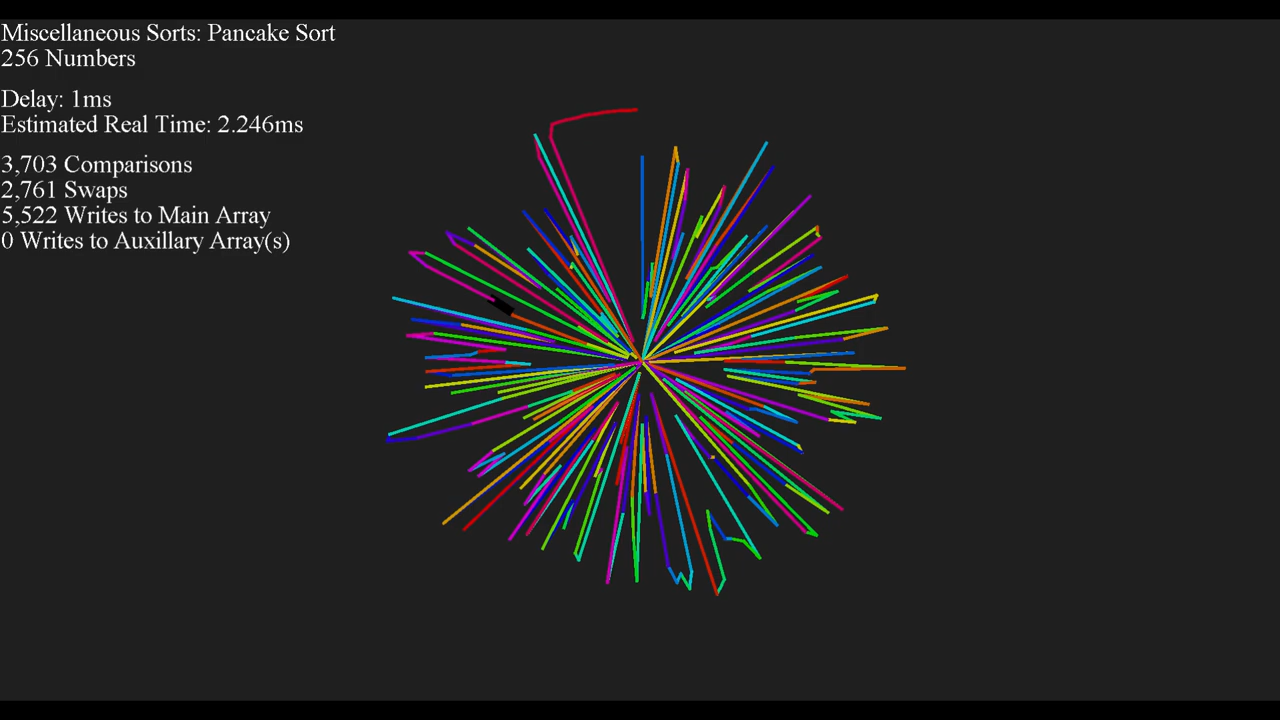 Miscellaneous Sorts: Pancake Sort
256 Numbers
Delay: 1ms
Estimated Real Time: 2.246ms
3,703 Comparisons
2,761 Swaps
5,522 Writes to Main Array
0 Writes to Auxillary Array(s)